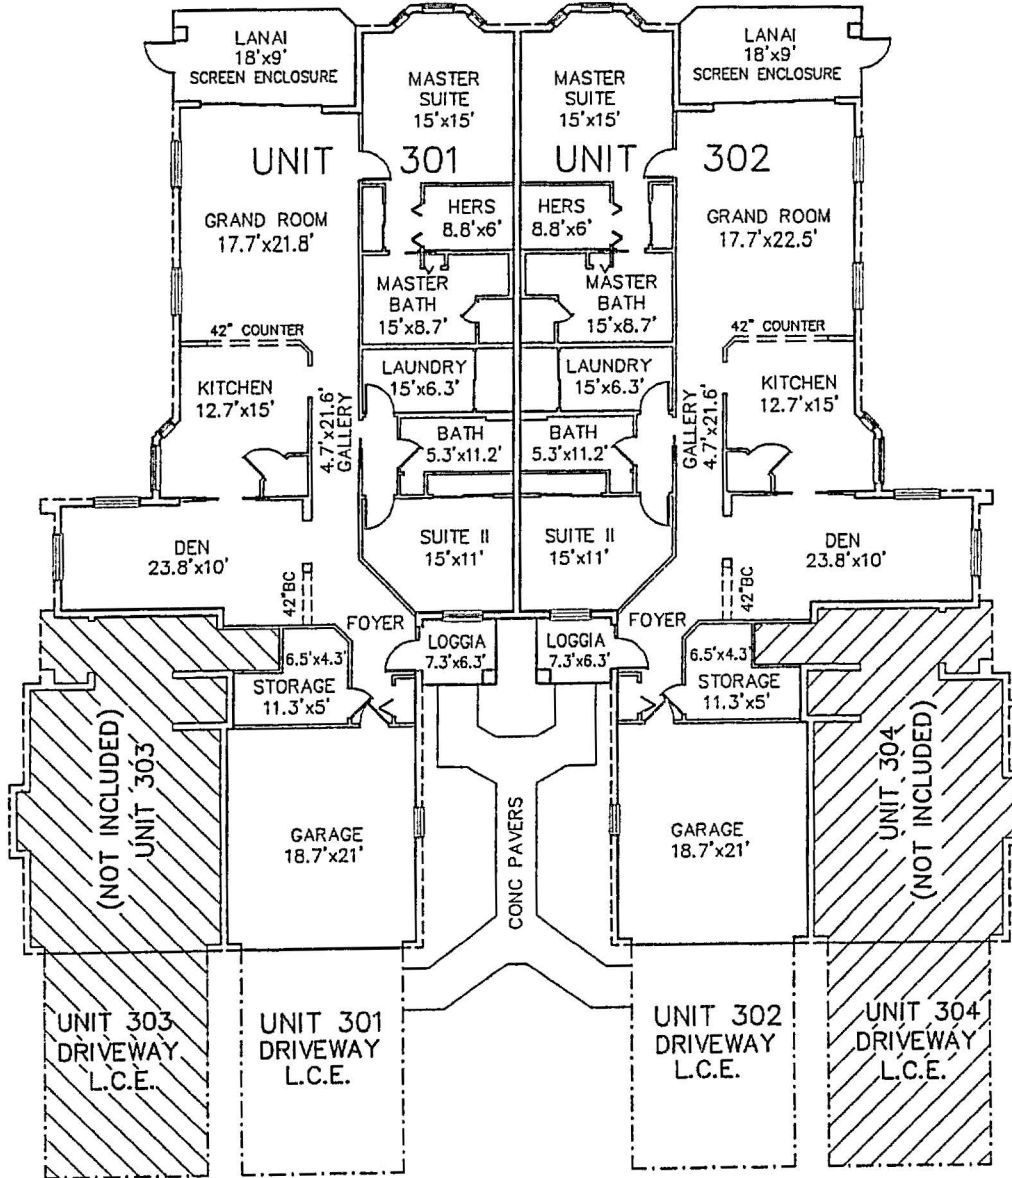 LANAI
18'x9'
SCREEN ENCLOSURE
MASTER
SUITE
15'x15'
MASTER
SUITE
15'x15'
LANAI
18'x9'
SCREEN ENCLOSURE
UNIT 301
UNIT 302
GRAND ROOM
17.7'x21.8'
HERS
8.8'x6'
HERS
8.8'x6'
GRAND ROOM
17.7'x22.5'
MASTER
BATH
15'x8.7'
MASTER
BATH
15'x8.7'
42" COUNTER
42" COUNTER
KITCHEN
12.7'x15'
4.7'x21.6'
GALLERY
LAUNDRY
15'x6.3'
LAUNDRY
15'x6.3'
GALLERY
4.7'x21.6'
KITCHEN
12.7'x15'
BATH
5.3'x11.2'
BATH
5.3'x11.2'
DEN
23.8'x10'
SUITE II
15'x11'
SUITE II
15'x11'
DEN
23.8'x10'
42"BC
42"BC
FOYER
LOGGIA
7.3'x6.3'
LOGGIA
7.3'x6.3'
FOYER
6.5'x4.3'
STORAGE
11.3'x5'
6.5'x4.3'
STORAGE
11.3'x5'
(NOT INCLUDED)
UNIT 303
GARAGE
18.7'x21'
CONC PAVERS
GARAGE
18.7'x21'
UNIT 304
(NOT INCLUDED)
UNIT 303
DRIVEWAY
L.C.E.
UNIT 301
DRIVEWAY
L.C.E.
UNIT 302
DRIVEWAY
L.C.E.
UNIT 304
DRIVEWAY
L.C.E.